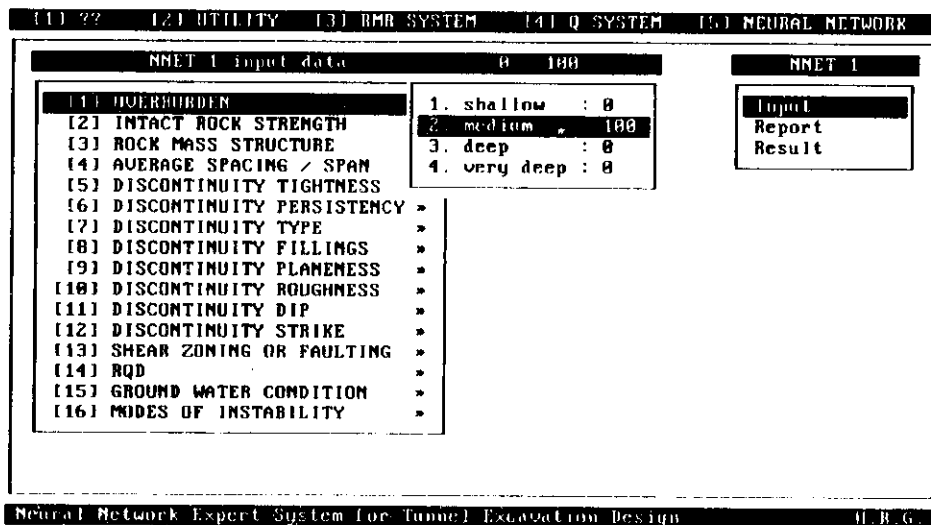 [1] ?? [2] UTILITY [3] RMR SYSTEM [4] Q SYSTEM [5] NEURAL NETWORK
NNET 1 input data 0 100
[1] OVERBURDEN
[2] INTACT ROCK STRENGTH
[3] ROCK MASS STRUCTURE
[4] AVERAGE SPACING / SPAN
[5] DISCONTINUITY TIGHTNESS
[6] DISCONTINUITY PERSISTENCY »
[7] DISCONTINUITY TYPE »
[8] DISCONTINUITY FILLINGS »
[9] DISCONTINUITY PLANENESS »
[10] DISCONTINUITY ROUGHNESS »
[11] DISCONTINUITY DIP »
[12] DISCONTINUITY STRIKE »
[13] SHEAR ZONING OR FAULTING »
[14] RQD »
[15] GROUND WATER CONDITION »
[16] MODES OF INSTABILITY »
1. shallow : 0
2. medium : 100
3. deep : 0
4. very deep : 0
NNET 1
Input
Report
Result
Neural Network Expert System for Tunnel Excavation Design H.B.G.